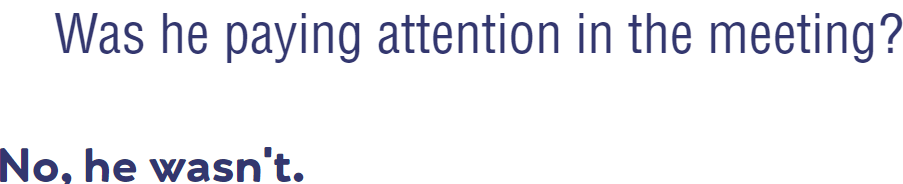 Was he paying attention in the meeting?
No, he wasn't.